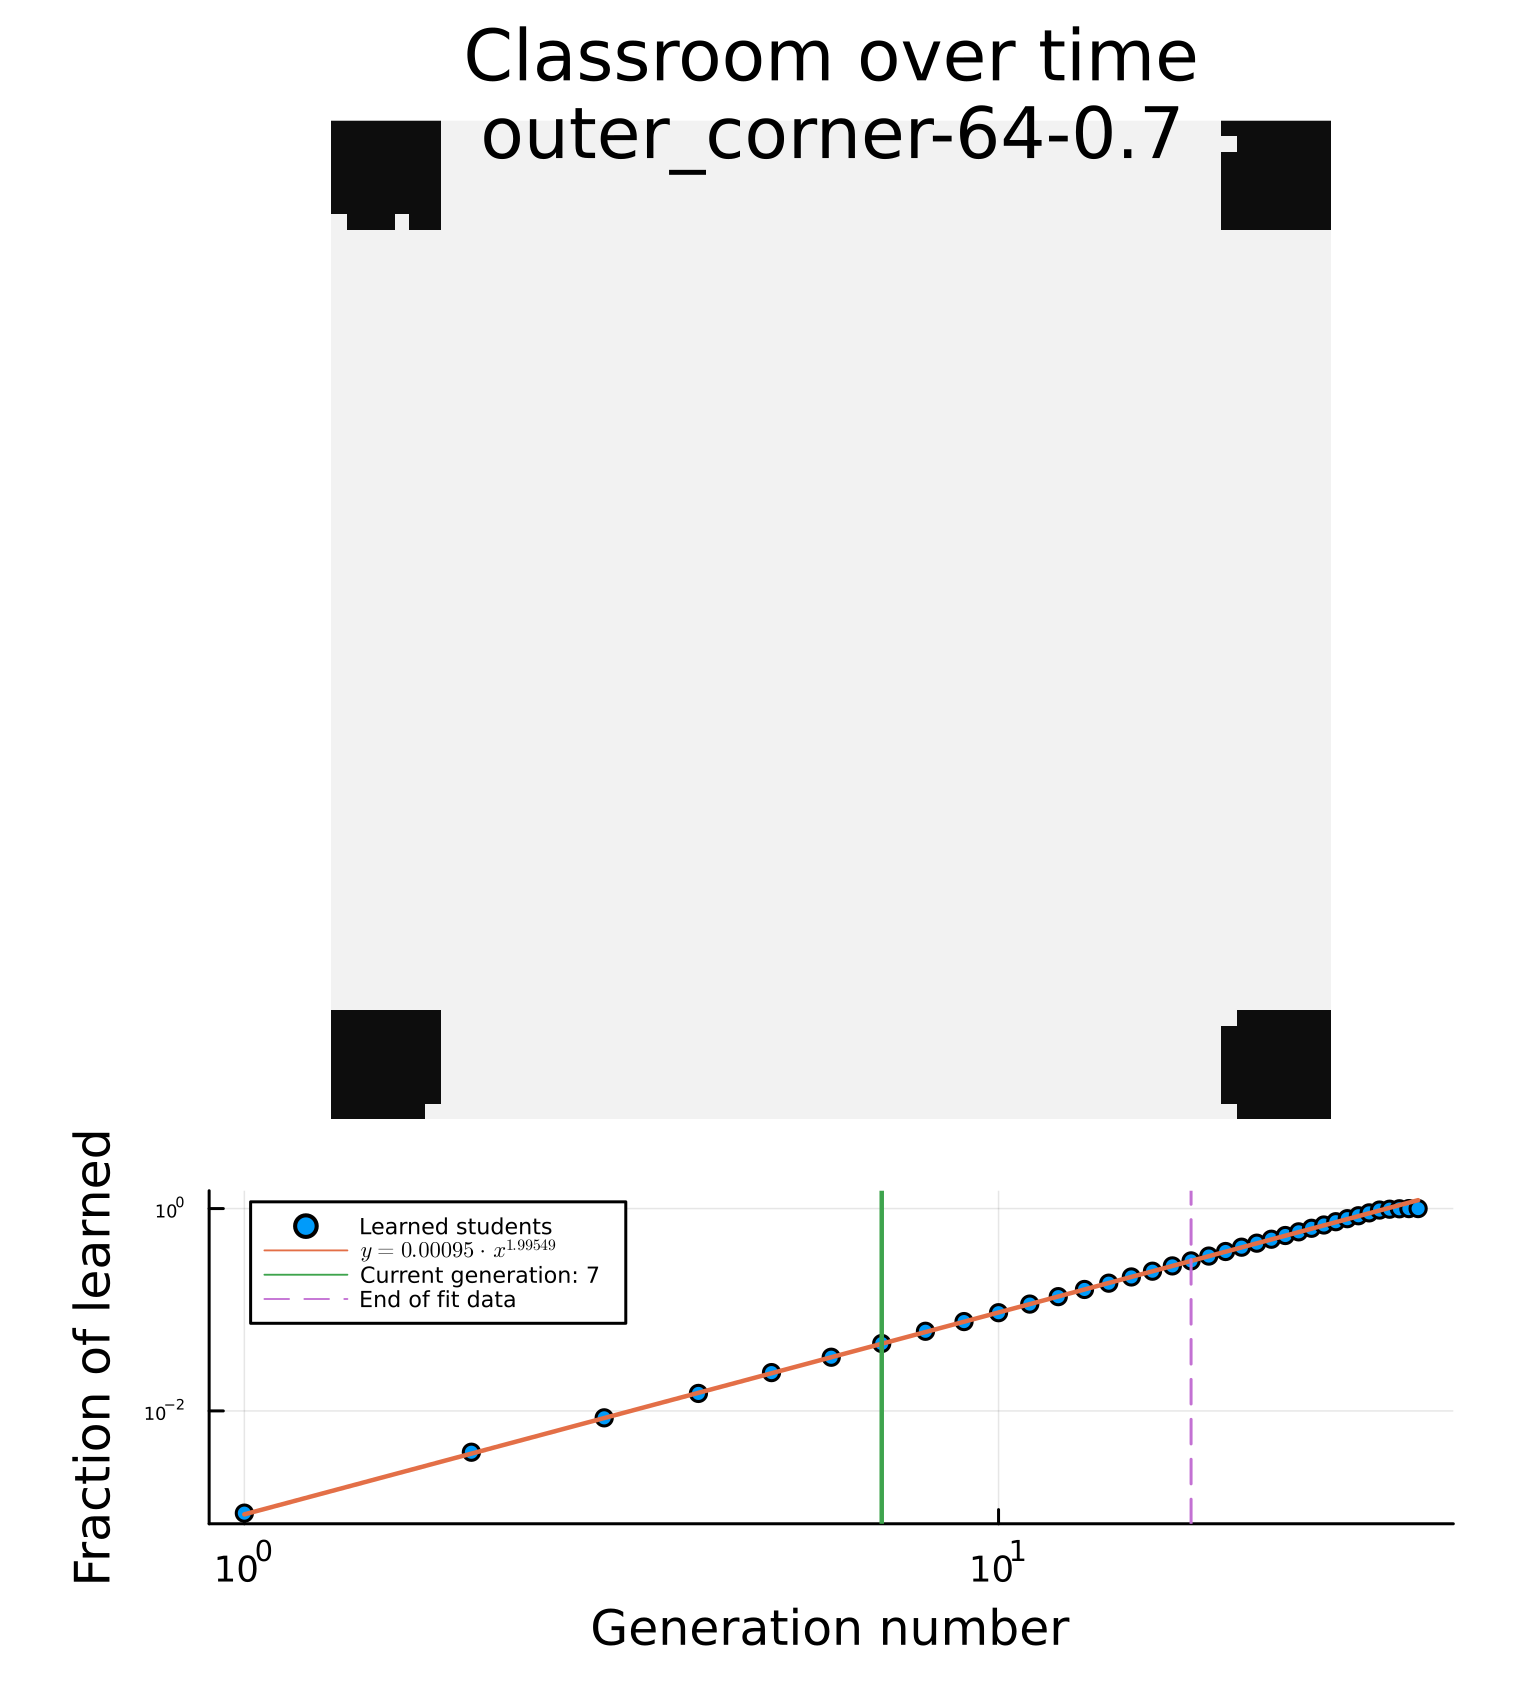 Classroom over time
outer_corner-64-0.7
Fraction of learned
10^0
10^-2
Learned students
y = 0.00095 · x^1.99549
Current generation: 7
End of fit data
10^0
10^1
Generation number